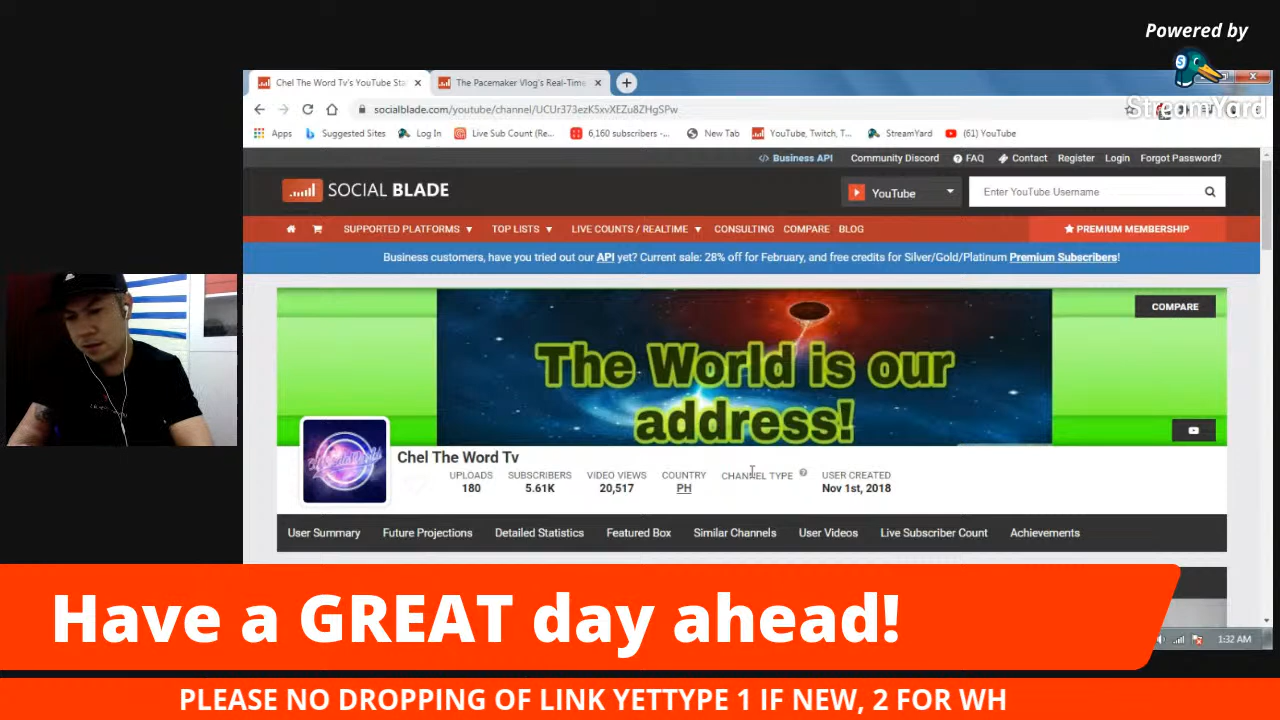 Powered by
StreamYard
Chel The Word Tv's YouTube Sta
The Pacemaker Vlog's Real-Time
socialblade.com/youtube/channel/UCUr373ezK5xvXEZu8ZHgSPw
Apps
Suggested Sites
Log In
Live Sub Count (Re...
6,160 subscribers -...
New Tab
YouTube, Twitch, T...
StreamYard
(61) YouTube
</> Business API
Community Discord
FAQ
Contact
Register
Login
Forgot Password?
SOCIAL BLADE
YouTube
Enter YouTube Username
SUPPORTED PLATFORMS
TOP LISTS
LIVE COUNTS / REALTIME
CONSULTING
COMPARE
BLOG
PREMIUM MEMBERSHIP
Business customers, have you tried out our API yet? Current sale: 28% off for February, and free credits for Silver/Gold/Platinum Premium Subscribers!
COMPARE
The World is our
address!
Chel The Word Tv
UPLOADS SUBSCRIBERS VIDEO VIEWS COUNTRY CHANNEL TYPE USER CREATED
180 5.61K 20,517 PH Nov 1st, 2018
User Summary
Future Projections
Detailed Statistics
Featured Box
Similar Channels
User Videos
Live Subscriber Count
Achievements
Have a GREAT day ahead!
1:32 AM
PLEASE NO DROPPING OF LINK YETTYPE 1 IF NEW, 2 FOR WH